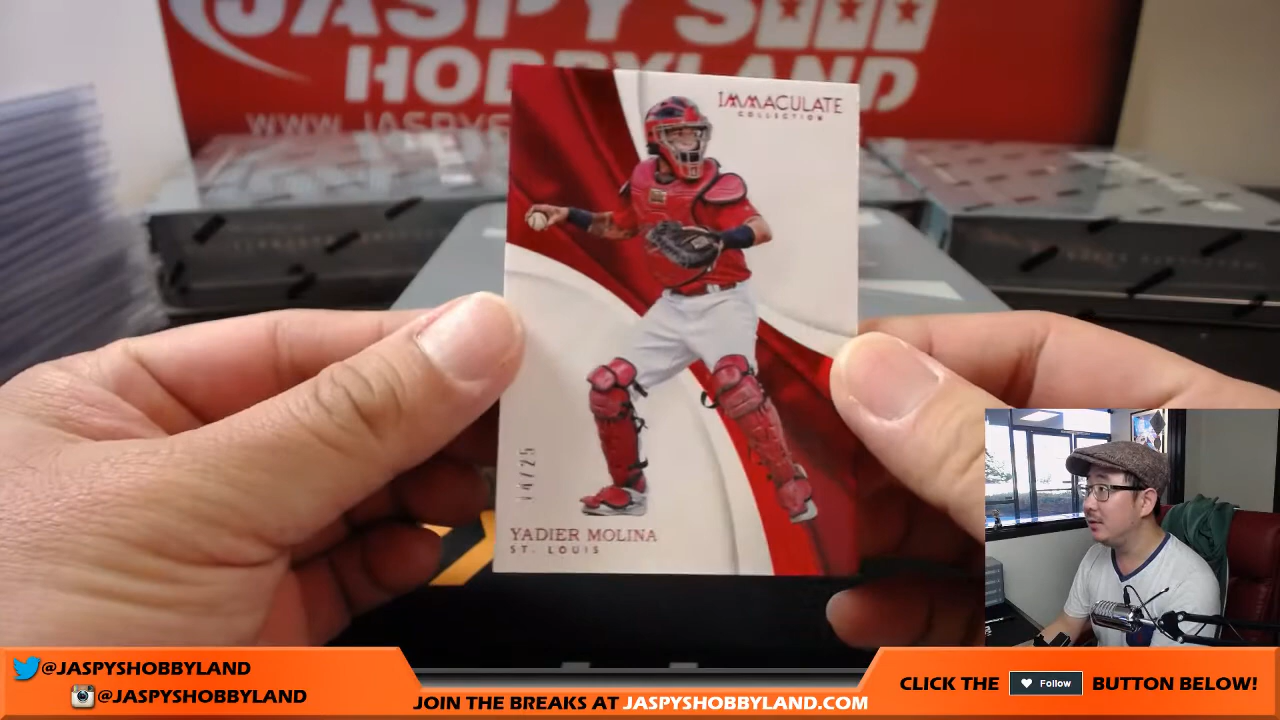 JASPY'S
HOBBYLAND
IMMACULATE
COLLECTION
14/25
YADIER MOLINA
ST. LOUIS
@JASPYSHOBBYLAND
@JASPYSHOBBYLAND
JOIN THE BREAKS AT JASPYSHOBBYLAND.COM
CLICK THE Follow BUTTON BELOW!